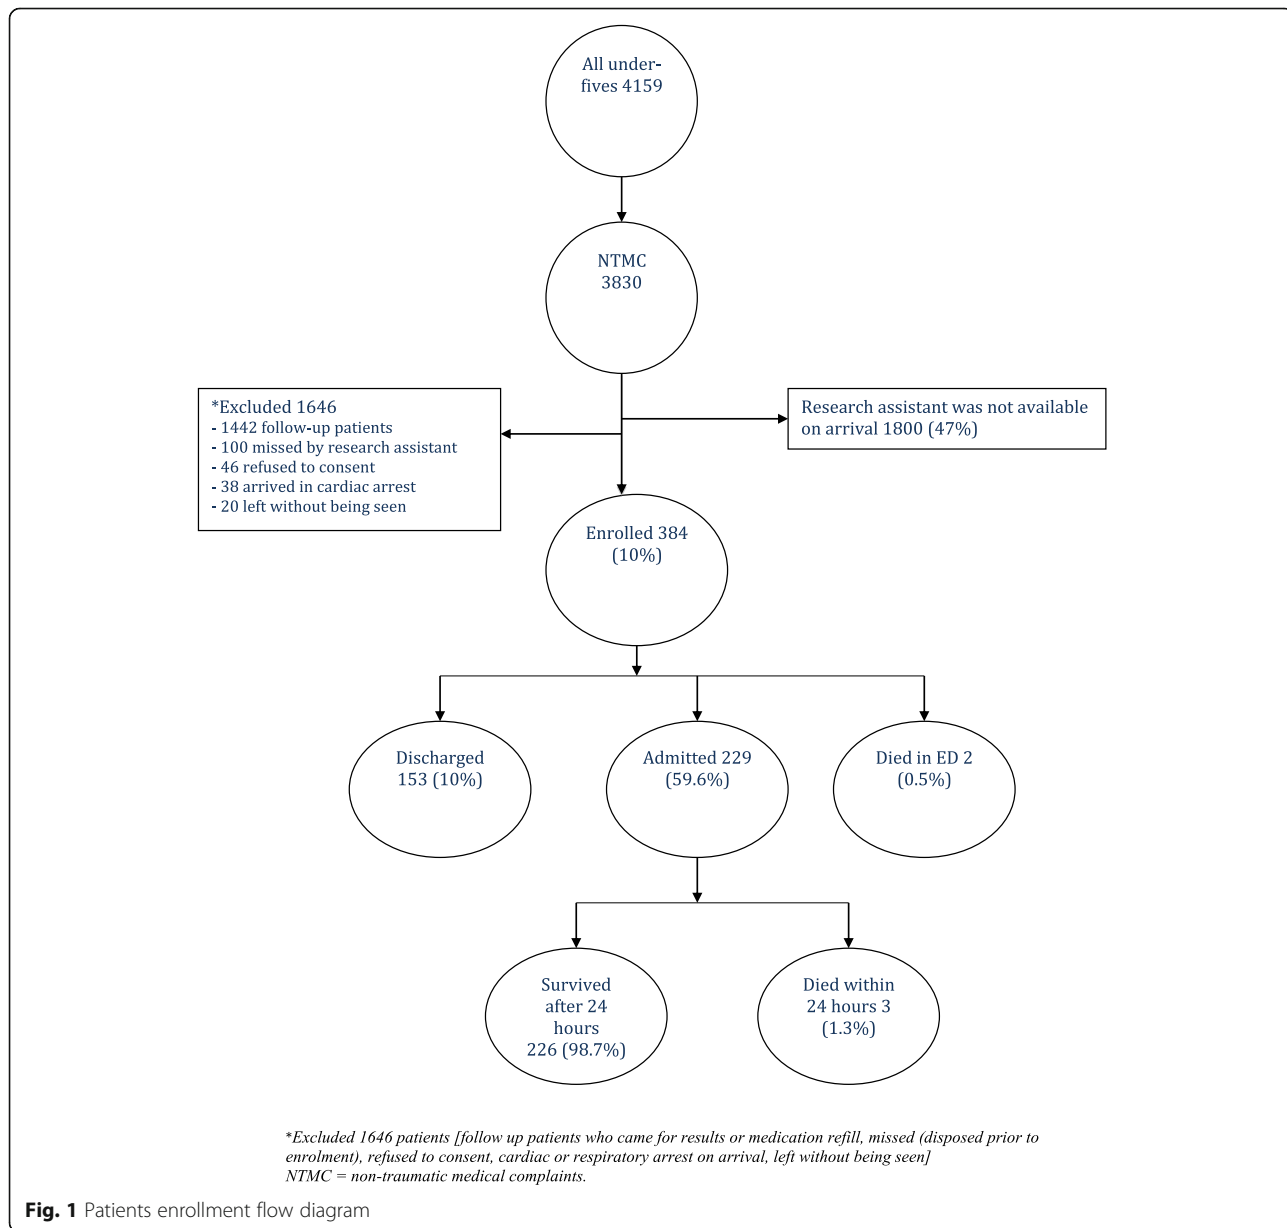 All under-
fives 4159
NTMC
3830
*Excluded 1646
- 1442 follow-up patients
- 100 missed by research assistant
- 46 refused to consent
- 38 arrived in cardiac arrest
- 20 left without being seen
Research assistant was not available
on arrival 1800 (47%)
Enrolled 384
(10%)
Discharged
153 (10%)
Admitted 229
(59.6%)
Died in ED 2
(0.5%)
Survived
after 24
hours
226 (98.7%)
Died within
24 hours 3
(1.3%)
*Excluded 1646 patients [follow up patients who came for results or medication refill, missed (disposed prior to
enrolment), refused to consent, cardiac or respiratory arrest on arrival, left without being seen]
NTMC = non-traumatic medical complaints.
Fig. 1 Patients enrollment flow diagram